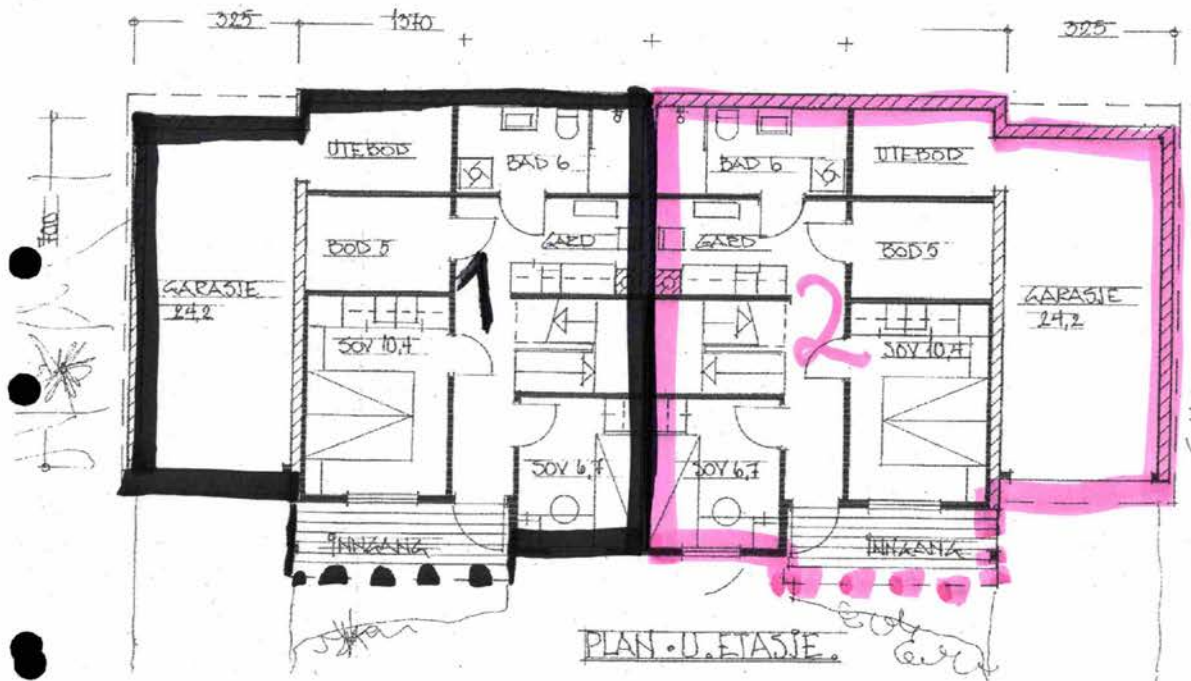 325 1370 325
UTEBOD BAD 6 BAD 6 UTEBOD
700
BOD 5 GARD GARD BOD 5
1 2
GARASJE GARASJE
24,2 24,2
SOV 10,4 SOV 10,4
SOV 6,7 SOV 6,7
INNGANG INNGANG
PLAN · U. ETASJE.